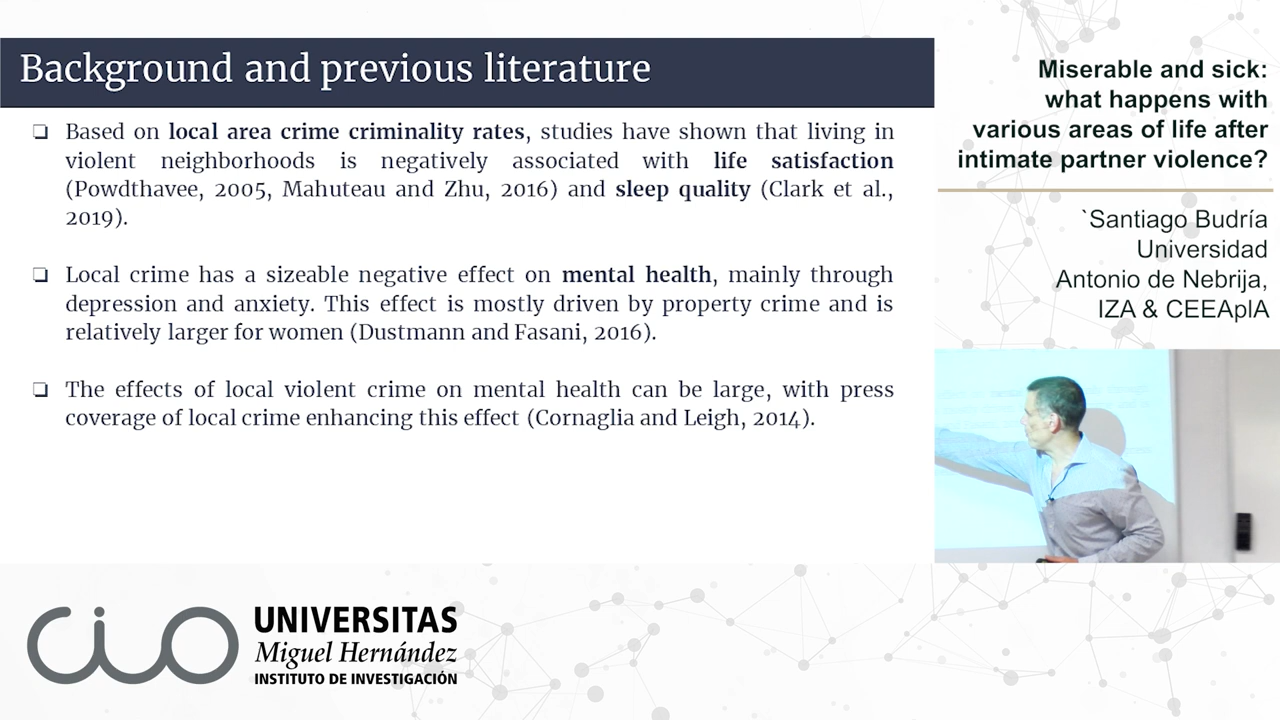 Background and previous literature
❏ Based on local area crime criminality rates, studies have shown that living in
violent neighborhoods is negatively associated with life satisfaction
(Powdthavee, 2005, Mahuteau and Zhu, 2016) and sleep quality (Clark et al.,
2019).
❏ Local crime has a sizeable negative effect on mental health, mainly through
depression and anxiety. This effect is mostly driven by property crime and is
relatively larger for women (Dustmann and Fasani, 2016).
❏ The effects of local violent crime on mental health can be large, with press
coverage of local crime enhancing this effect (Cornaglia and Leigh, 2014).
Miserable and sick:
what happens with
various areas of life after
intimate partner violence?
`Santiago Budría
Universidad
Antonio de Nebrija,
IZA & CEEAplA
cio
UNIVERSITAS
Miguel Hernández
INSTITUTO DE INVESTIGACIÓN